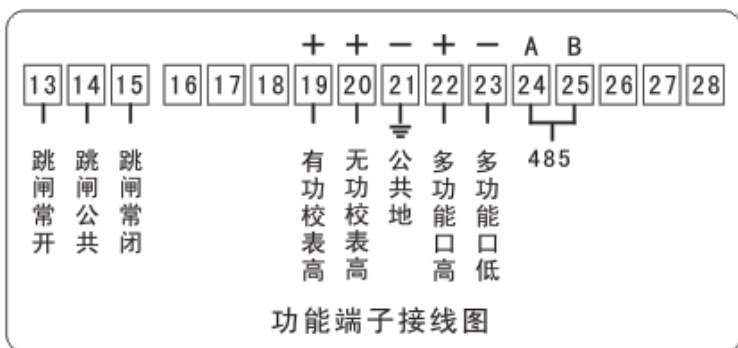 + + − + − A B
13 14 15 16 17 18 19 20 21 22 23 24 25 26 27 28
跳闸常开
跳闸公共
跳闸常闭
有功校表高
无功校表高
公共地
多功能口高
多功能口低
485
功能端子接线图